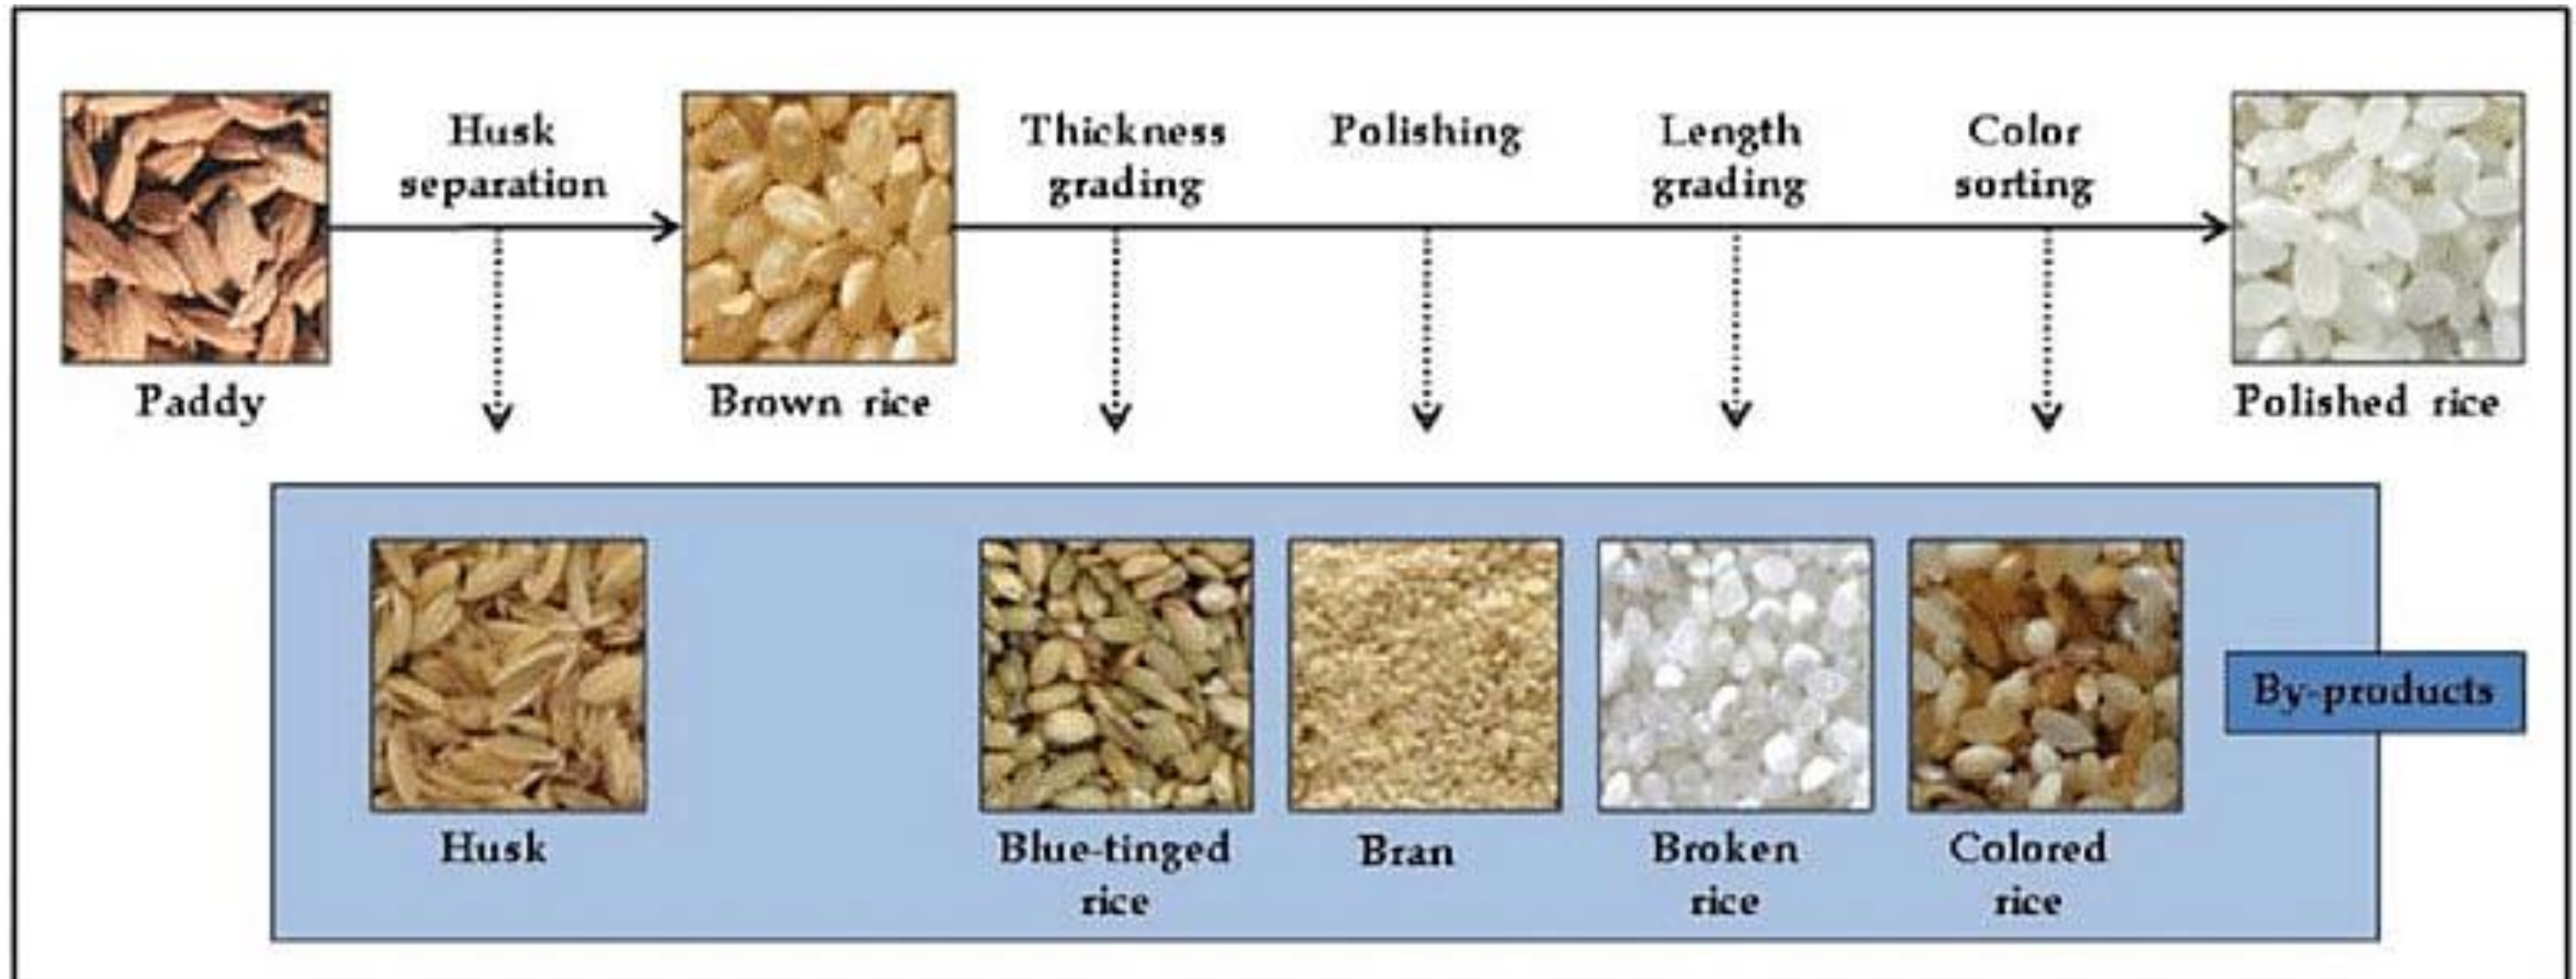 Husk
separation
Thickness
grading
Polishing
Length
grading
Color
sorting
Paddy
Brown rice
Polished rice
By-products
Husk
Blue-tinged
rice
Bran
Broken
rice
Colored
rice